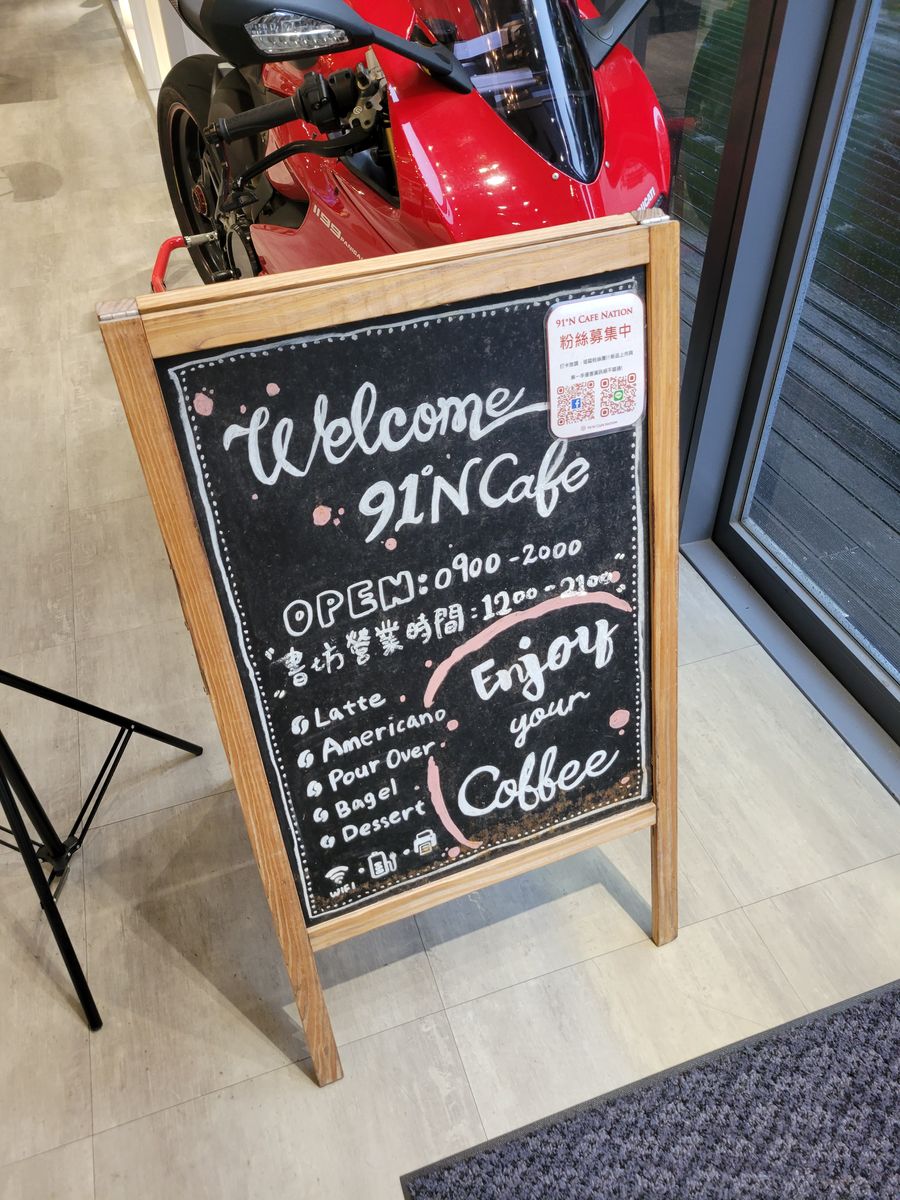 DUCATI
1199 PANIGALE
91°N CAFE NATION
粉絲募集中
Welcome
91°N Cafe
OPEN:0900-2000
"書坊營業時間:1200-2100"
Latte
Americano
Pour Over
Bagel
Dessert
WiFi
Enjoy
your
Coffee